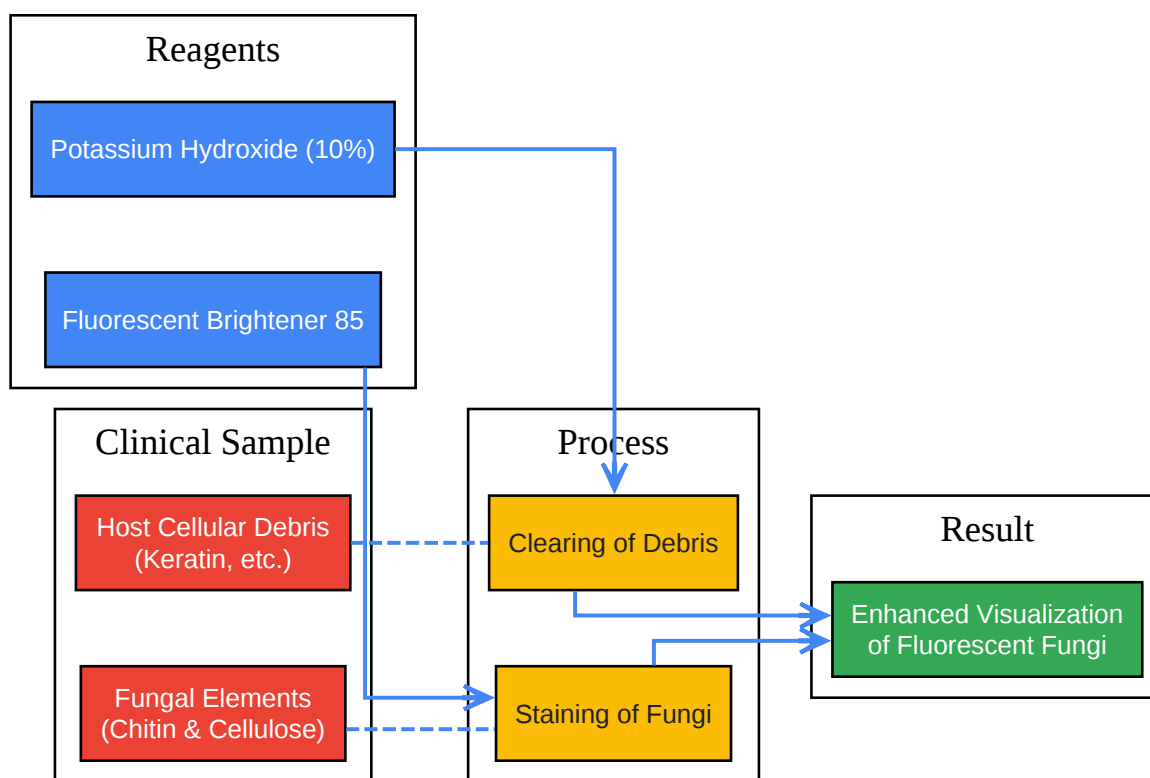 Reagents
Potassium Hydroxide (10%)
Fluorescent Brightener 85
Clinical Sample
Host Cellular Debris
(Keratin, etc.)
Fungal Elements
(Chitin & Cellulose)
Process
Clearing of Debris
Staining of Fungi
Result
Enhanced Visualization
of Fluorescent Fungi